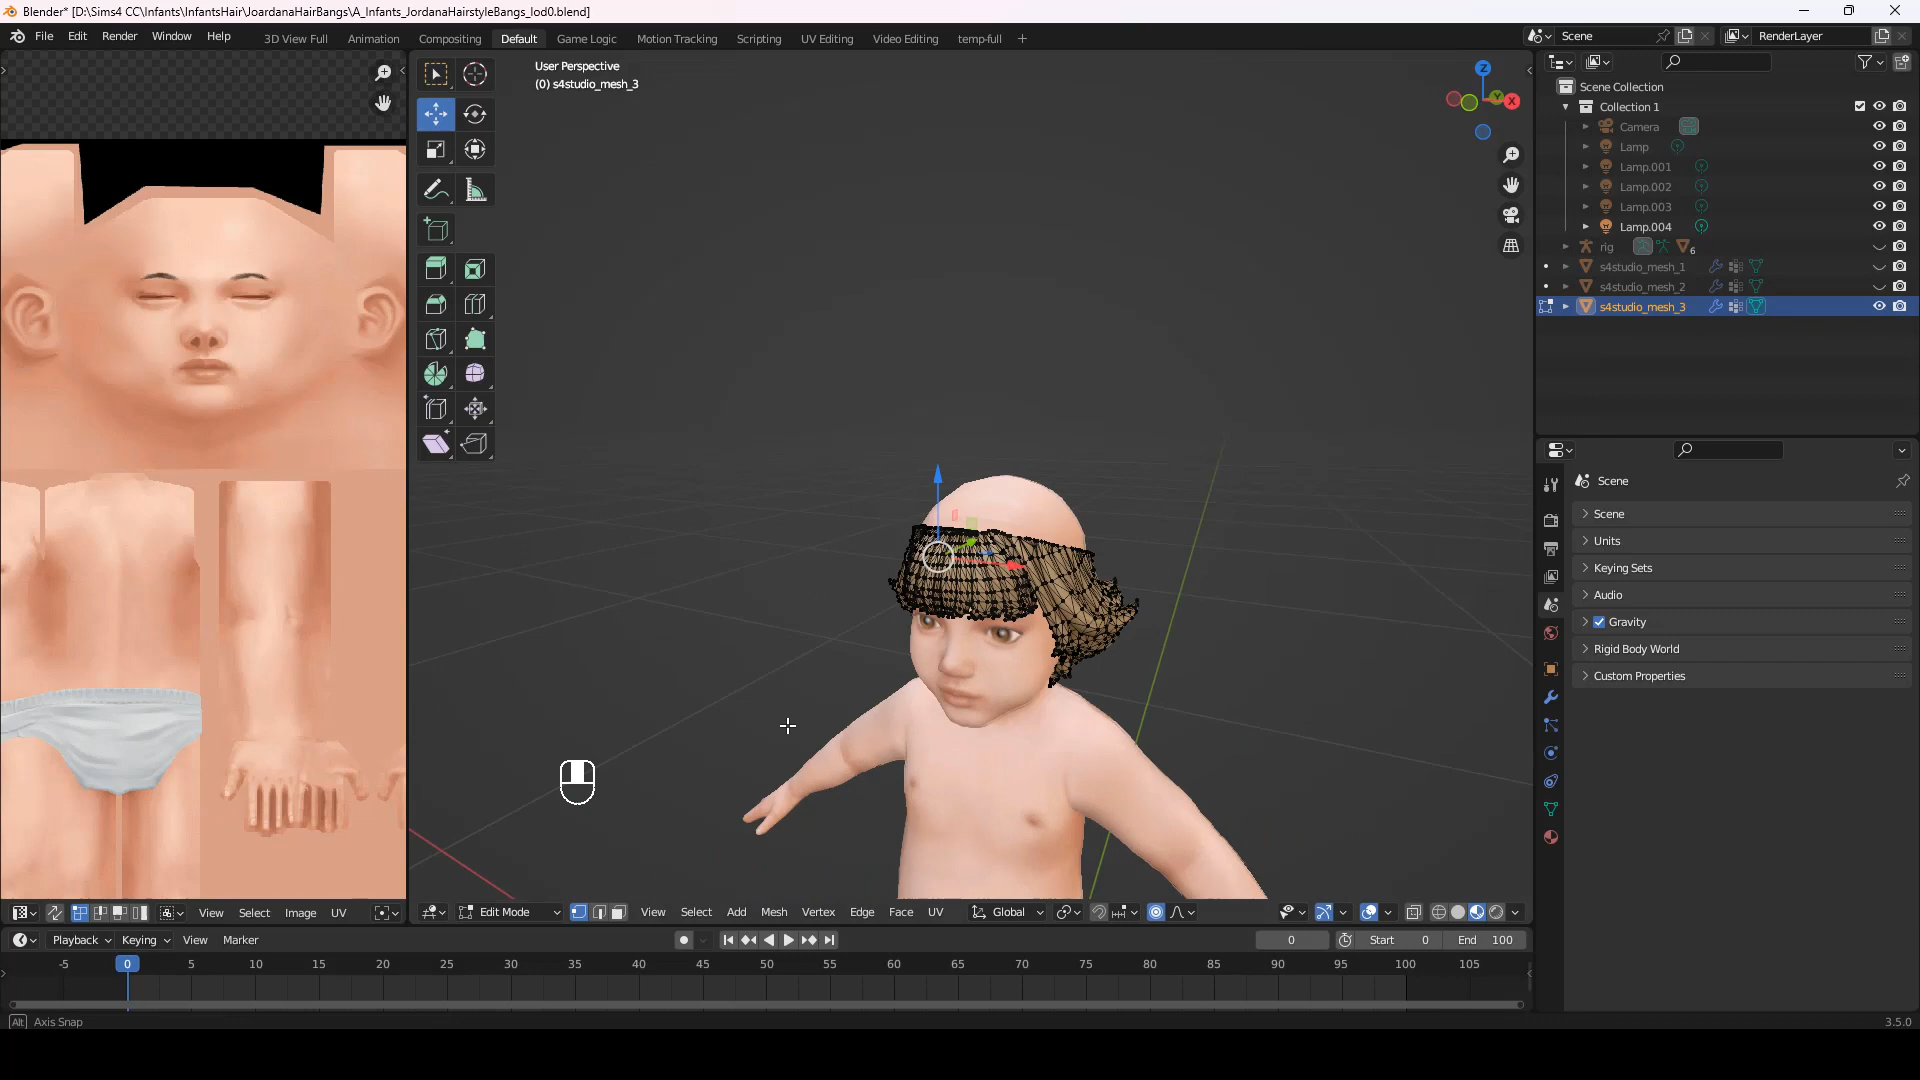 Blender* [D:\Sims4 CC\Infants\InfantsHair\JoardanaHairBangs\A_Infants_JordanaHairstyleBangs_lod0.blend]
File Edit Render Window Help
3D View Full Animation Compositing Default Game Logic Motion Tracking Scripting UV Editing Video Editing temp-full +
Scene
RenderLayer
User Perspective
(0) s4studio_mesh_3
Z
Y
X
Scene Collection
Collection 1
Camera
Lamp
Lamp.001
Lamp.002
Lamp.003
Lamp.004
rig
6
s4studio_mesh_1
s4studio_mesh_2
s4studio_mesh_3
Scene
Scene
Units
Keying Sets
Audio
Gravity
Rigid Body World
Custom Properties
View Select Image UV
Edit Mode View Select Add Mesh Vertex Edge Face UV Global
Playback Keying View Marker
0 Start 0 End 100
-5 0 5 10 15 20 25 30 35 40 45 50 55 60 65 70 75 80 85 90 95 100 105
Alt Axis Snap
3.5.0